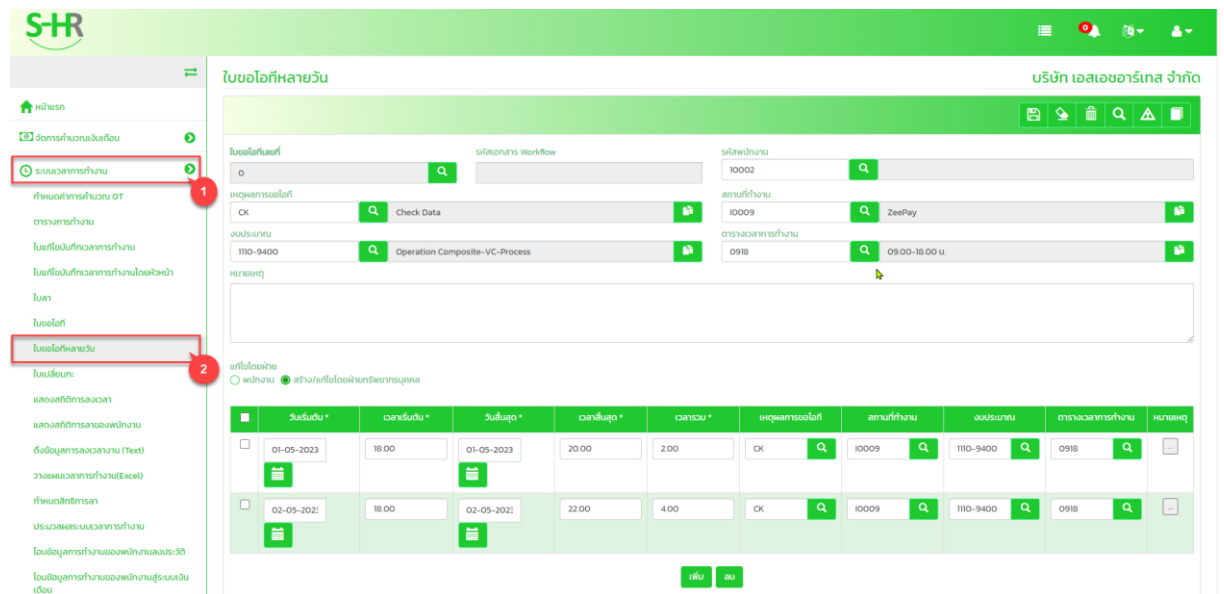 S-HR
0
ใบขอโอทีหลายวัน
บริษัท เอสเอชอาร์เทส จำกัด
หน้าแรก
จัดการคำนวณเงินเดือน
ระบบเวลาการทำงาน
1
กำหนดค่าการคำนวณ OT
ตารางการทำงาน
ใบแก้ไขบันทึกเวลาการทำงาน
ใบแก้ไขบันทึกเวลาการทำงานโดยหัวหน้า
ใบลา
ใบขอโอที
ใบขอโอทีหลายวัน
2
ใบเปลี่ยนกะ
แสดงสถิติการลงเวลา
แสดงสถิติการลาของพนักงาน
ดึงข้อมูลการลงเวลางาน (Text)
วางแผนเวลาการทำงาน(Excel)
กำหนดสิทธิการลา
ประมวลผลระบบเวลาการทำงาน
โอนข้อมูลการทำงานของพนักงานลงประวัติ
โอนข้อมูลการทำงานของพนักงานสู่ระบบเงิน
เดือน
ใบขอโอทีเลขที่ รหัสเอกสาร Workflow รหัสพนักงาน
0 10002
เหตุผลการขอโอที สถานที่ทำงาน
CK Check Data 10009 ZeePay
งบประมาณ ตารางเวลาการทำงาน
1110-9400 Operation Composite-VC-Process 0918 09.00-18.00 น.
หมายเหตุ
แก้ไขโดยฝ่าย
พนักงาน สร้าง/แก้ไขโดยฝ่ายทรัพยากรบุคคล
วันเริ่มต้น * เวลาเริ่มต้น * วันสิ้นสุด * เวลาสิ้นสุด * เวลารวม * เหตุผลการขอโอที สถานที่ทำงาน งบประมาณ ตารางเวลาการทำงาน หมายเหตุ
01-05-2023 18.00 01-05-2023 20.00 2.00 CK 10009 1110-9400 0918 ...
02-05-202 18.00 02-05-202 22.00 4.00 CK 10009 1110-9400 0918 ...
เพิ่ม ลบ